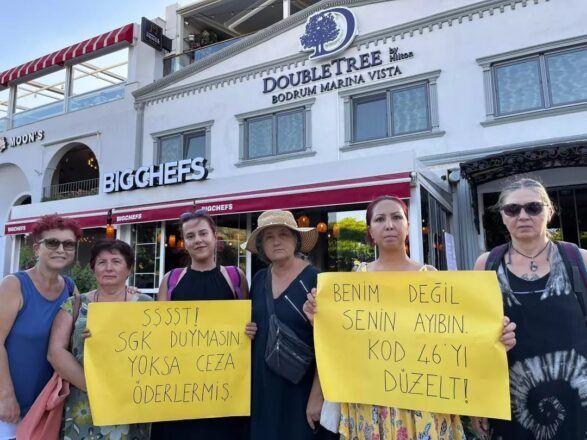 DOUBLETREE
by Hilton
BODRUM MARINA VISTA
MOON'S
BIGCHEFS
BIGCHEFS
BIGCHEFS
SSSST!
SGK DUYMASIN.
YOKSA CEZA
ÖDERLERMİŞ.
BENİM DEĞİL
SENİN AYIBIN.
KOD 46'YI
DÜZELT!